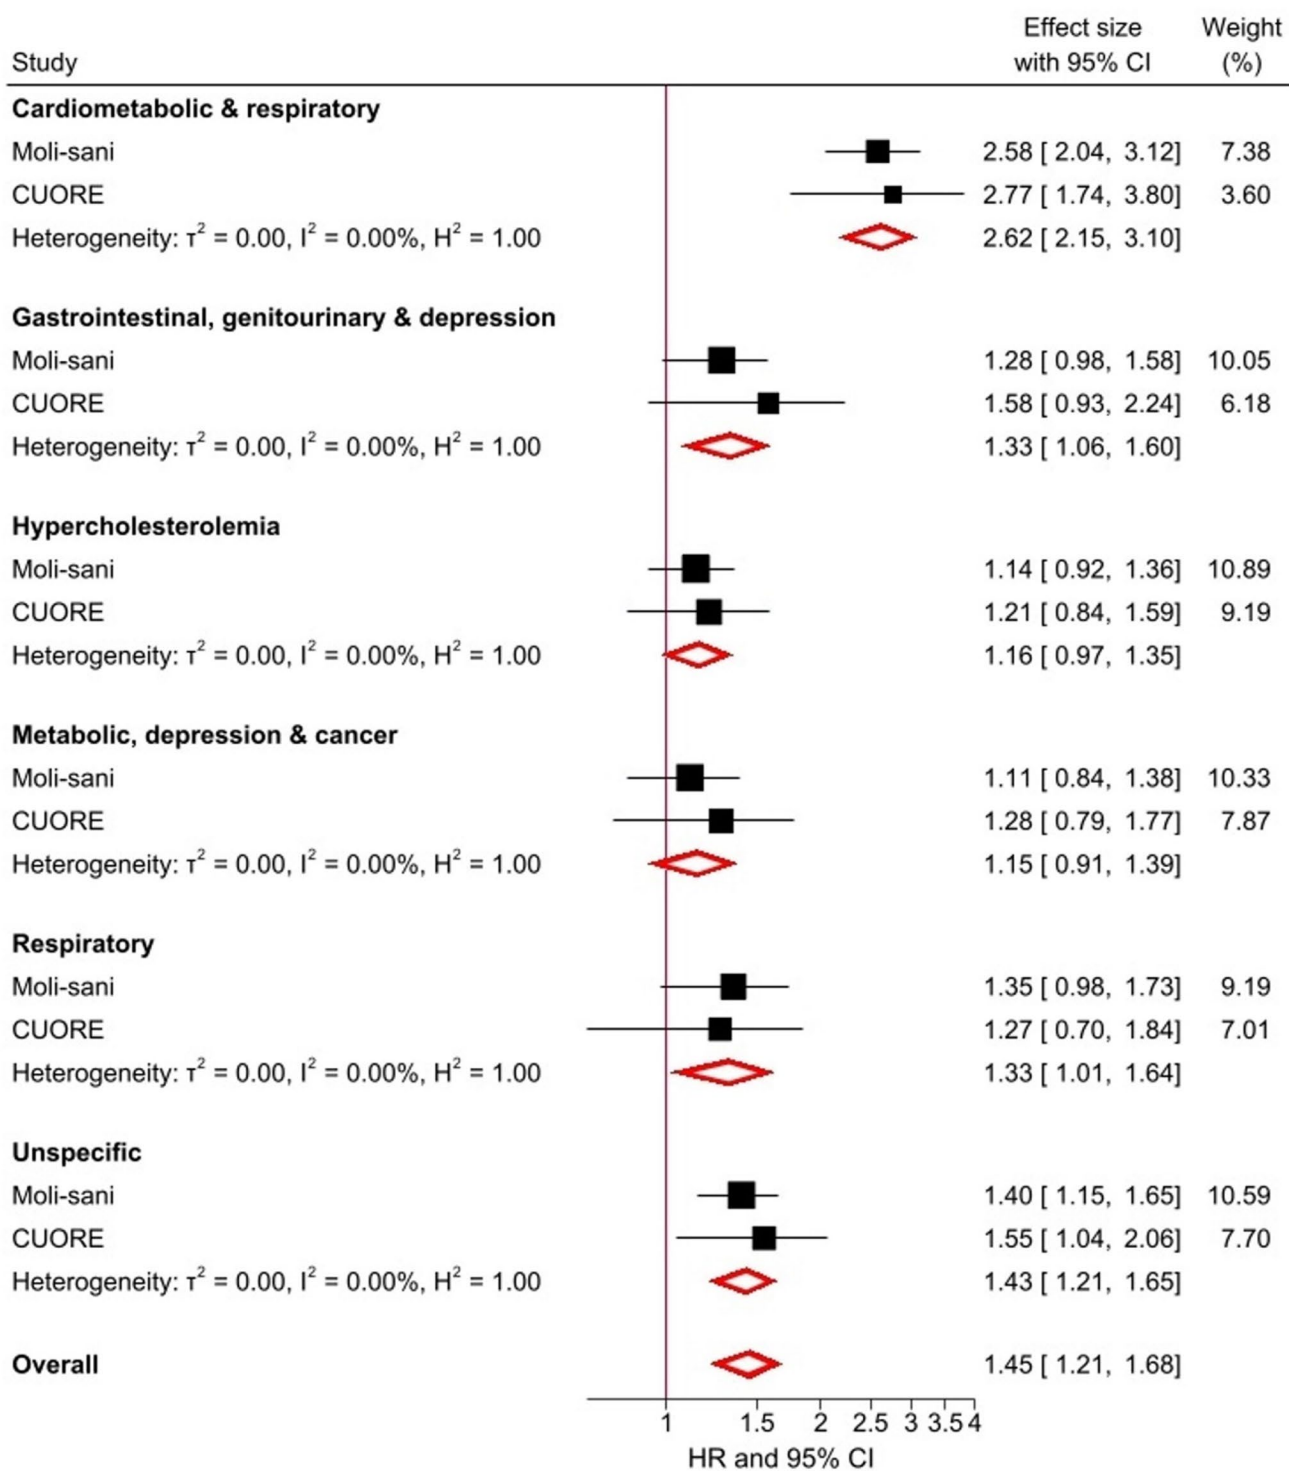 Effect size Weight
Study with 95% CI (%)
Cardiometabolic & respiratory
Moli-sani 2.58 [ 2.04, 3.12] 7.38
CUORE 2.77 [ 1.74, 3.80] 3.60
Heterogeneity: τ² = 0.00, I² = 0.00%, H² = 1.00 2.62 [ 2.15, 3.10]
Gastrointestinal, genitourinary & depression
Moli-sani 1.28 [ 0.98, 1.58] 10.05
CUORE 1.58 [ 0.93, 2.24] 6.18
Heterogeneity: τ² = 0.00, I² = 0.00%, H² = 1.00 1.33 [ 1.06, 1.60]
Hypercholesterolemia
Moli-sani 1.14 [ 0.92, 1.36] 10.89
CUORE 1.21 [ 0.84, 1.59] 9.19
Heterogeneity: τ² = 0.00, I² = 0.00%, H² = 1.00 1.16 [ 0.97, 1.35]
Metabolic, depression & cancer
Moli-sani 1.11 [ 0.84, 1.38] 10.33
CUORE 1.28 [ 0.79, 1.77] 7.87
Heterogeneity: τ² = 0.00, I² = 0.00%, H² = 1.00 1.15 [ 0.91, 1.39]
Respiratory
Moli-sani 1.35 [ 0.98, 1.73] 9.19
CUORE 1.27 [ 0.70, 1.84] 7.01
Heterogeneity: τ² = 0.00, I² = 0.00%, H² = 1.00 1.33 [ 1.01, 1.64]
Unspecific
Moli-sani 1.40 [ 1.15, 1.65] 10.59
CUORE 1.55 [ 1.04, 2.06] 7.70
Heterogeneity: τ² = 0.00, I² = 0.00%, H² = 1.00 1.43 [ 1.21, 1.65]
Overall 1.45 [ 1.21, 1.68]
1 1.5 2 2.5 3 3.5 4
HR and 95% CI